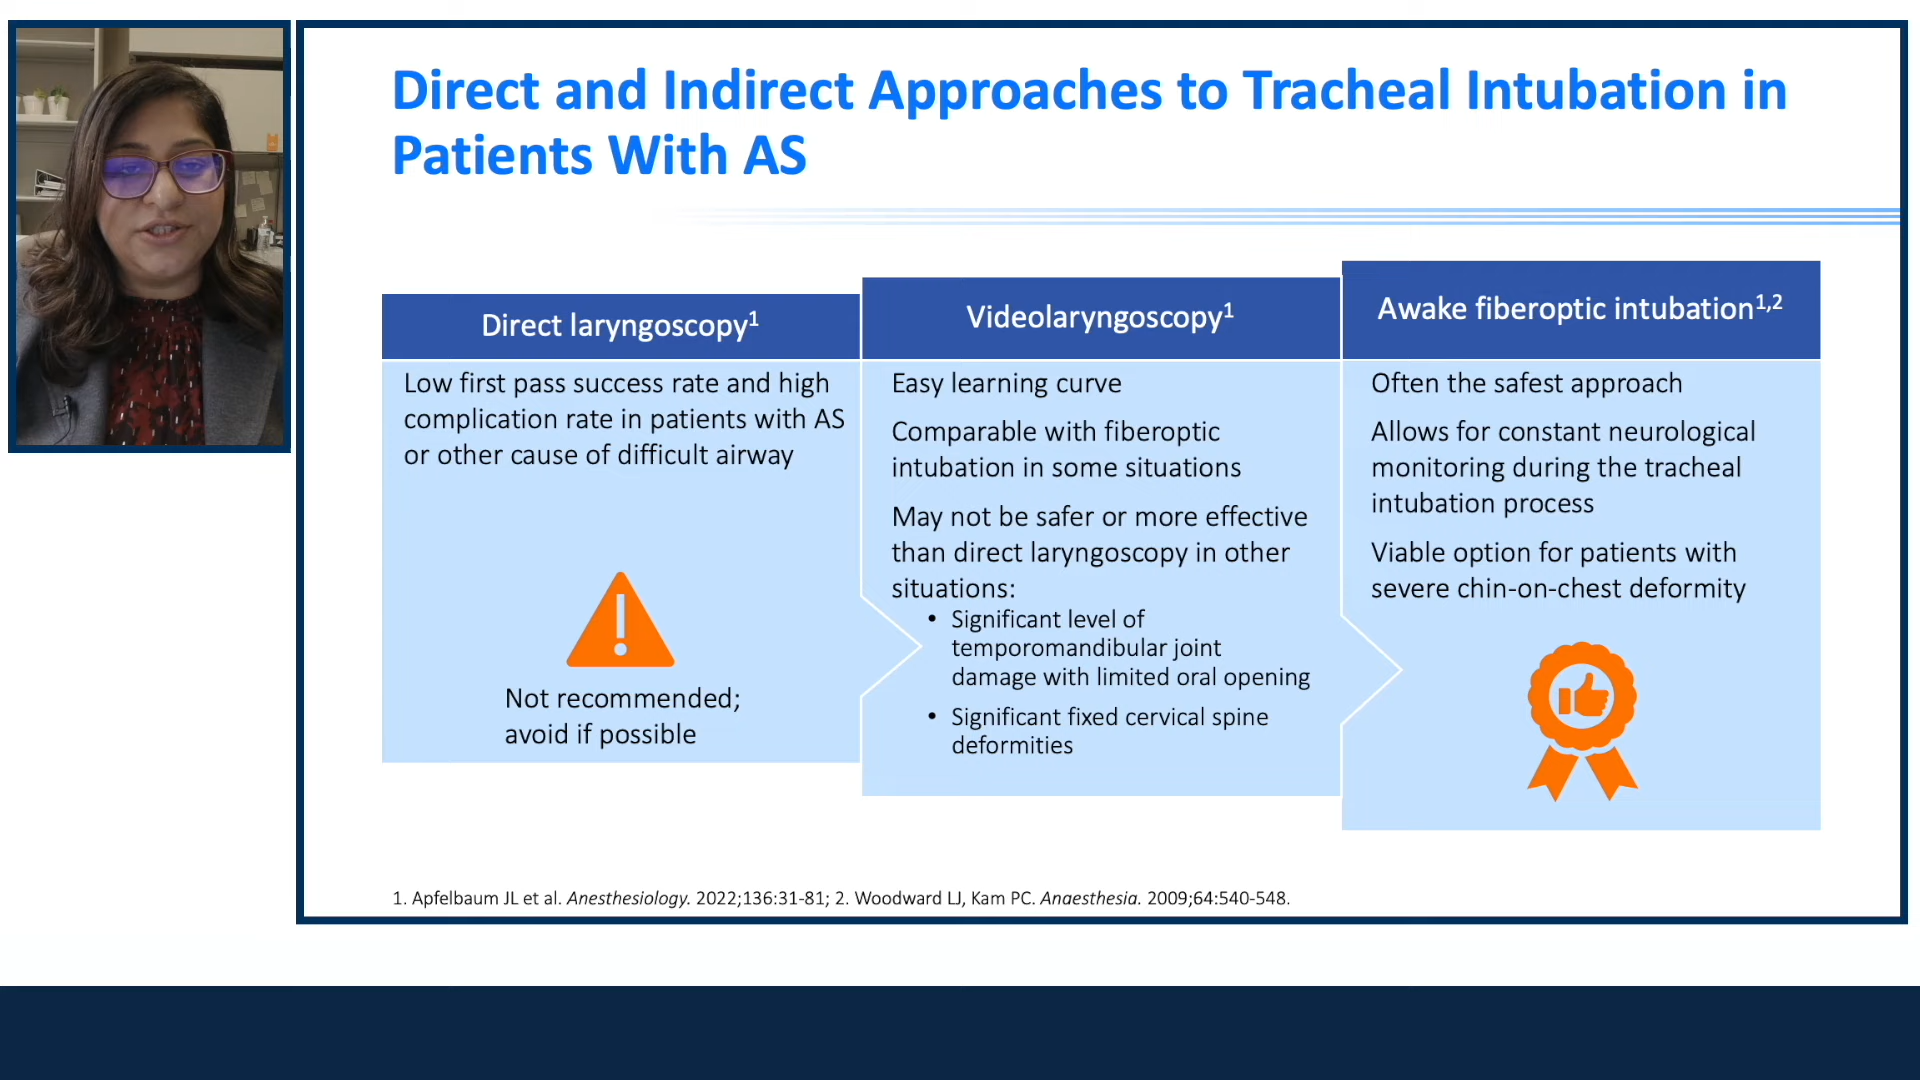 Direct and Indirect Approaches to Tracheal Intubation in
Patients With AS
Direct laryngoscopy1
Low first pass success rate and high
complication rate in patients with AS
or other cause of difficult airway
Not recommended;
avoid if possible
Videolaryngoscopy1
Easy learning curve
Comparable with fiberoptic
intubation in some situations
May not be safer or more effective
than direct laryngoscopy in other
situations:
• Significant level of
temporomandibular joint
damage with limited oral opening
• Significant fixed cervical spine
deformities
Awake fiberoptic intubation1,2
Often the safest approach
Allows for constant neurological
monitoring during the tracheal
intubation process
Viable option for patients with
severe chin-on-chest deformity
1. Apfelbaum JL et al. Anesthesiology. 2022;136:31-81; 2. Woodward LJ, Kam PC. Anaesthesia. 2009;64:540-548.